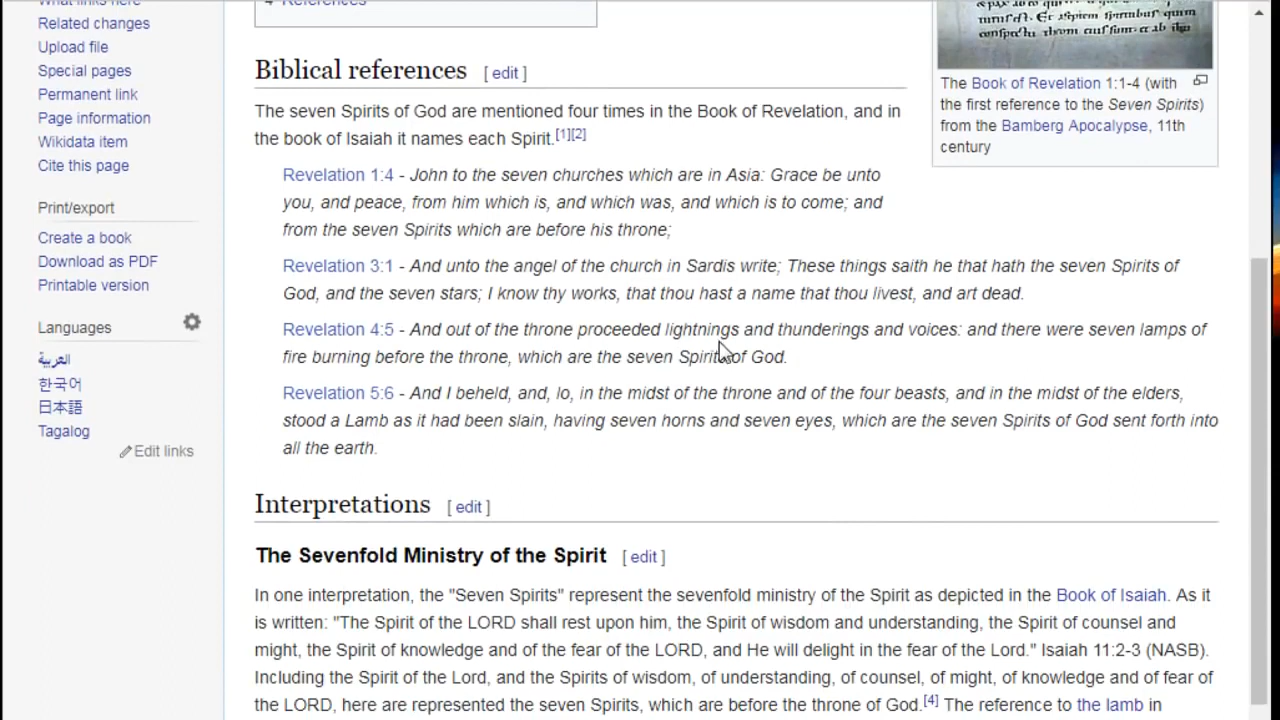 What links here
Related changes
Upload file
Special pages
Permanent link
Page information
Wikidata item
Cite this page
Print/export
Create a book
Download as PDF
Printable version
Languages
العربية
한국어
日本語
Tagalog
Edit links
4 References
Biblical references [ edit ]
The seven Spirits of God are mentioned four times in the Book of Revelation, and in
the book of Isaiah it names each Spirit.[1][2]
Revelation 1:4 - John to the seven churches which are in Asia: Grace be unto
you, and peace, from him which is, and which was, and which is to come; and
from the seven Spirits which are before his throne;
Revelation 3:1 - And unto the angel of the church in Sardis write; These things saith he that hath the seven Spirits of
God, and the seven stars; I know thy works, that thou hast a name that thou livest, and art dead.
Revelation 4:5 - And out of the throne proceeded lightnings and thunderings and voices: and there were seven lamps of
fire burning before the throne, which are the seven Spirits of God.
Revelation 5:6 - And I beheld, and, lo, in the midst of the throne and of the four beasts, and in the midst of the elders,
stood a Lamb as it had been slain, having seven horns and seven eyes, which are the seven Spirits of God sent forth into
all the earth.
Interpretations [ edit ]
The Sevenfold Ministry of the Spirit [ edit ]
In one interpretation, the "Seven Spirits" represent the sevenfold ministry of the Spirit as depicted in the Book of Isaiah. As it
is written: "The Spirit of the LORD shall rest upon him, the Spirit of wisdom and understanding, the Spirit of counsel and
might, the Spirit of knowledge and of the fear of the LORD, and He will delight in the fear of the Lord." Isaiah 11:2-3 (NASB).
Including the Spirit of the Lord, and the Spirits of wisdom, of understanding, of counsel, of might, of knowledge and of fear of
the LORD, here are represented the seven Spirits, which are before the throne of God.[4] The reference to the lamb in
The Book of Revelation 1:1-4 (with
the first reference to the Seven Spirits)
from the Bamberg Apocalypse, 11th
century